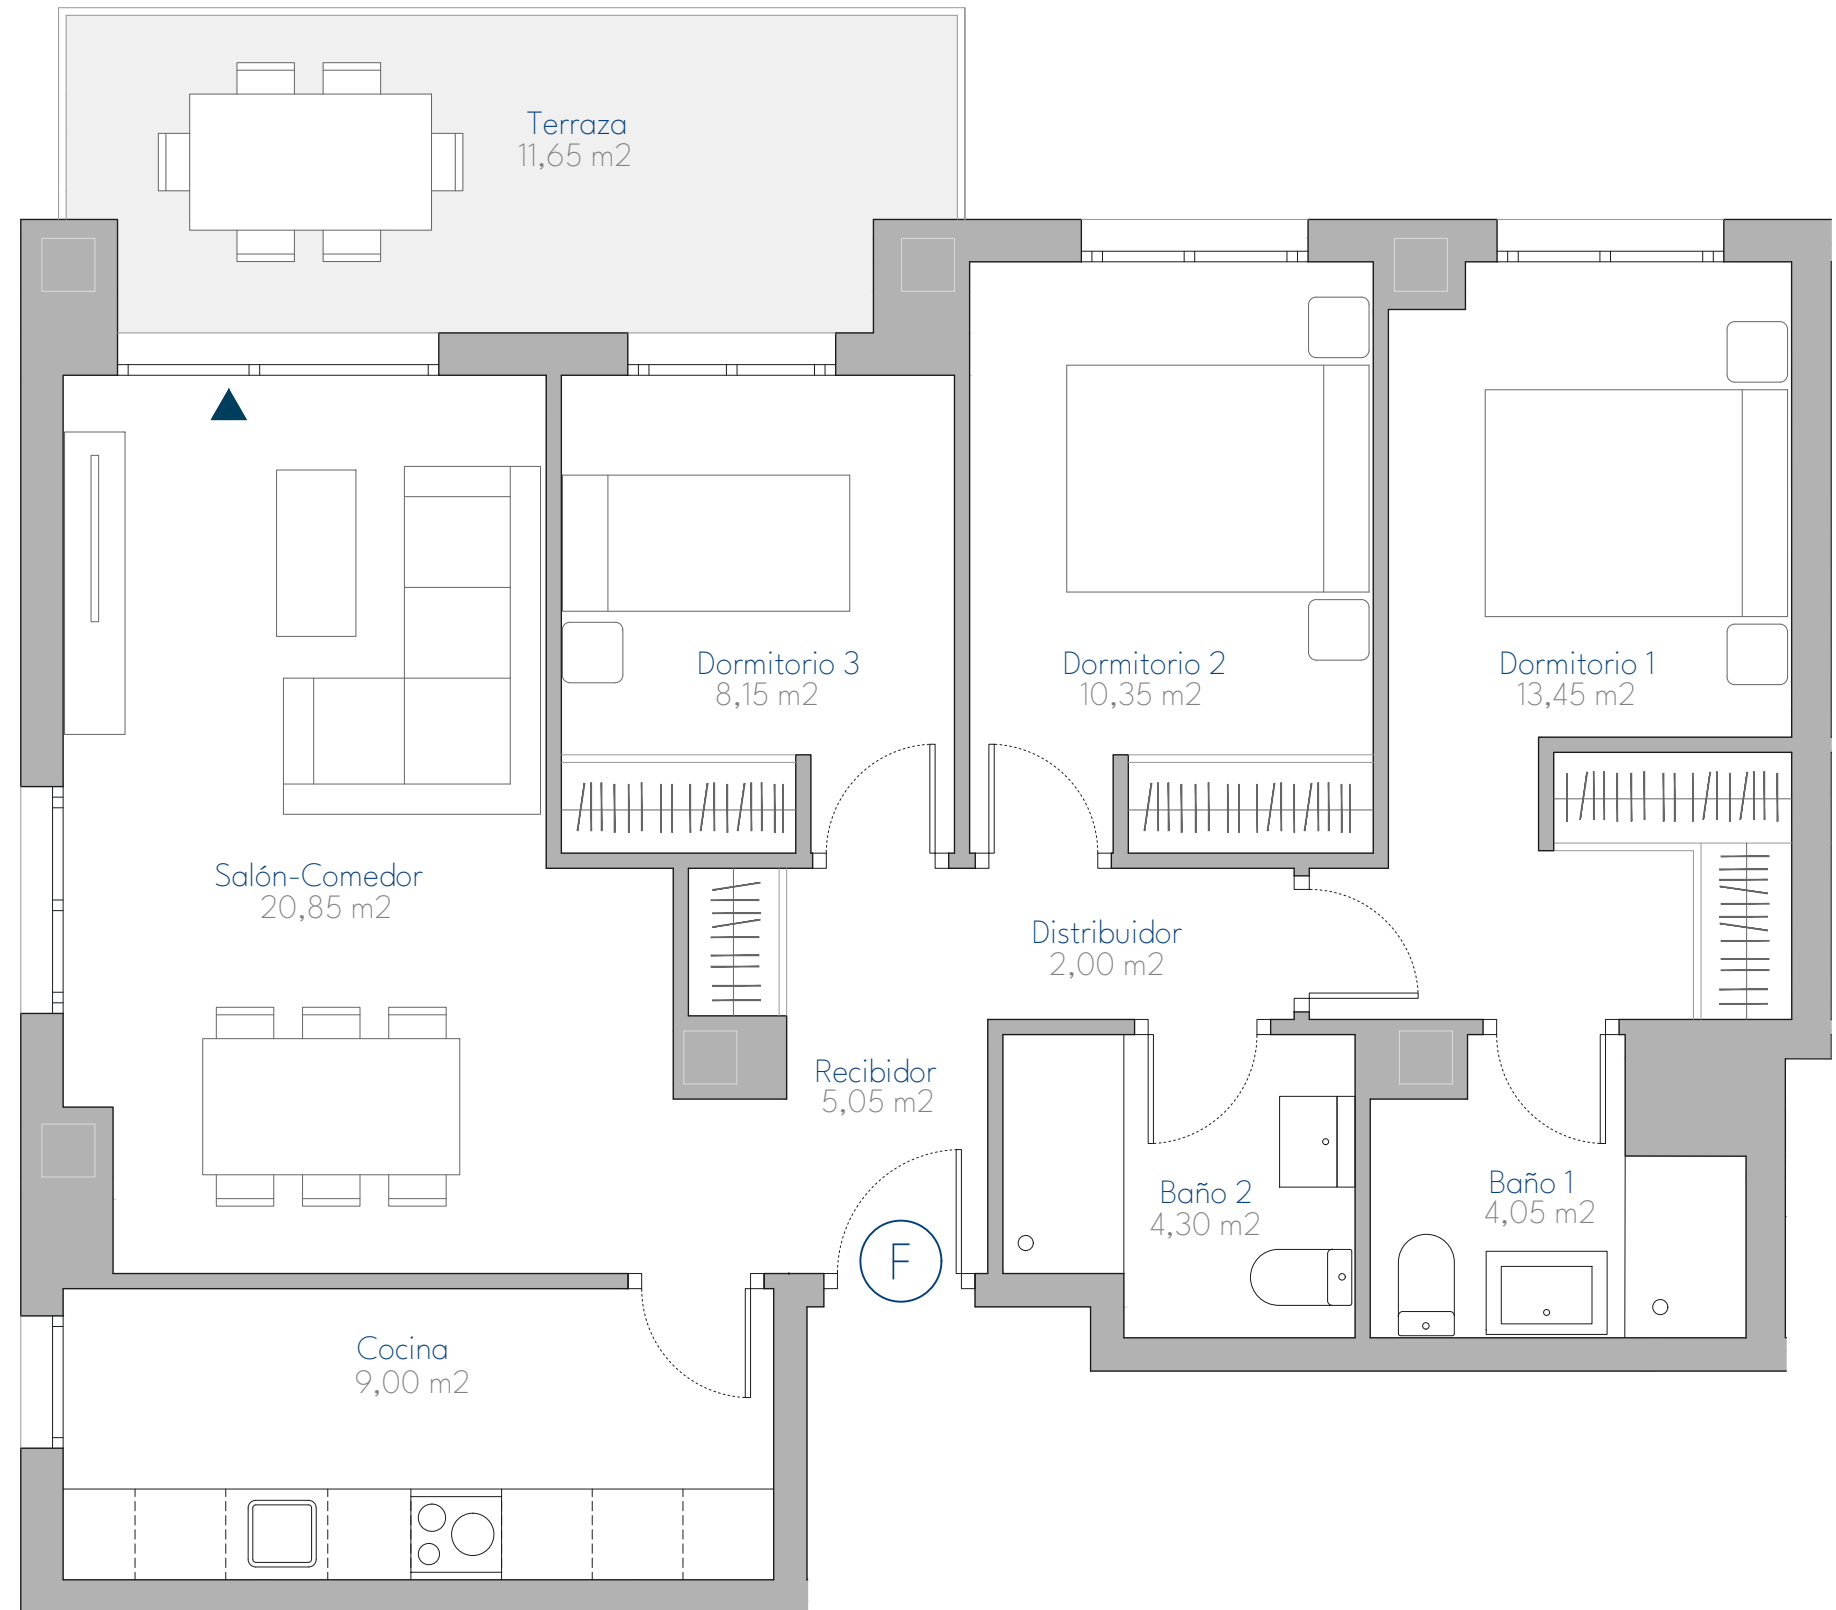 Terraza
11,65 m2
Dormitorio 3
8,15 m2
Dormitorio 2
10,35 m2
Dormitorio 1
13,45 m2
Salón-Comedor
20,85 m2
Distribuidor
2,00 m2
Recibidor
5,05 m2
Baño 2
4,30 m2
Baño 1
4,05 m2
F
Cocina
9,00 m2